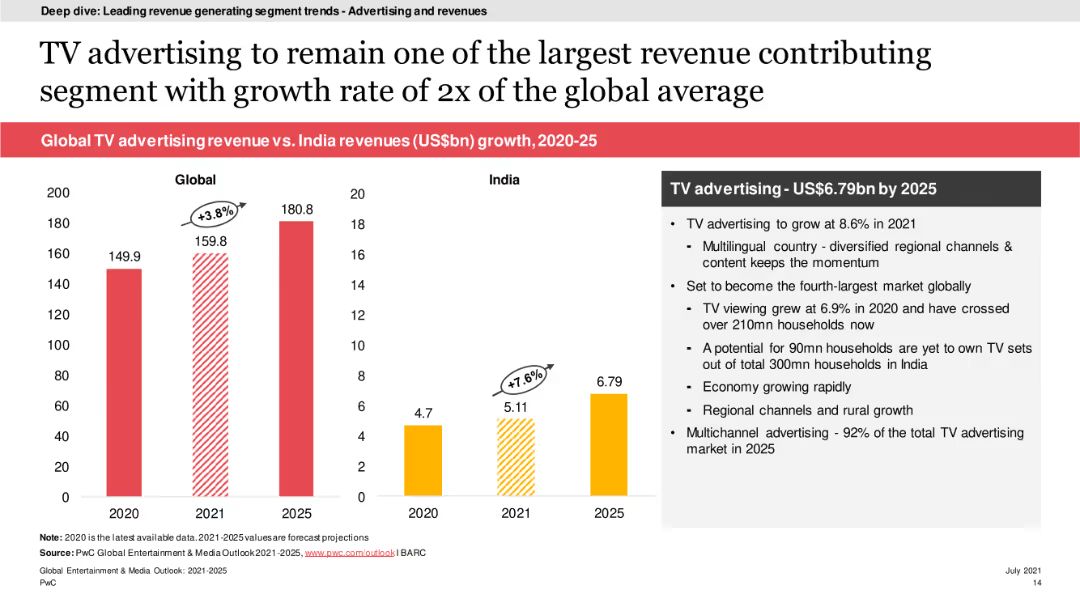 Deep dive: Leading revenue generating segment trends - Advertising and revenues
TV advertising to remain one of the largest revenue contributing
segment with growth rate of 2x of the global average
Global TV advertising revenue vs. India revenues (US$bn) growth, 2020-25
Global
200
180
160
140
120
100
80
60
40
20
0
+3.8%
149.9
159.8
180.8
2020
2021
2025
India
20
18
16
14
12
10
8
6
4
2
0
+7.6%
4.7
5.11
6.79
2020
2021
2025
TV advertising - US$6.79bn by 2025
• TV advertising to grow at 8.6% in 2021
- Multilingual country - diversified regional channels &
content keeps the momentum
• Set to become the fourth-largest market globally
- TV viewing grew at 6.9% in 2020 and have crossed
over 210mn households now
- A potential for 90mn households are yet to own TV sets
out of total 300mn households in India
- Economy growing rapidly
- Regional channels and rural growth
• Multichannel advertising - 92% of the total TV advertising
market in 2025
Note: 2020 is the latest available data. 2021-2025 values are forecast projections
Source: PwC Global Entertainment & Media Outlook 2021-2025, www.pwc.com/outlook I BARC
Global Entertainment & Media Outlook: 2021-2025
PwC
July 2021
14